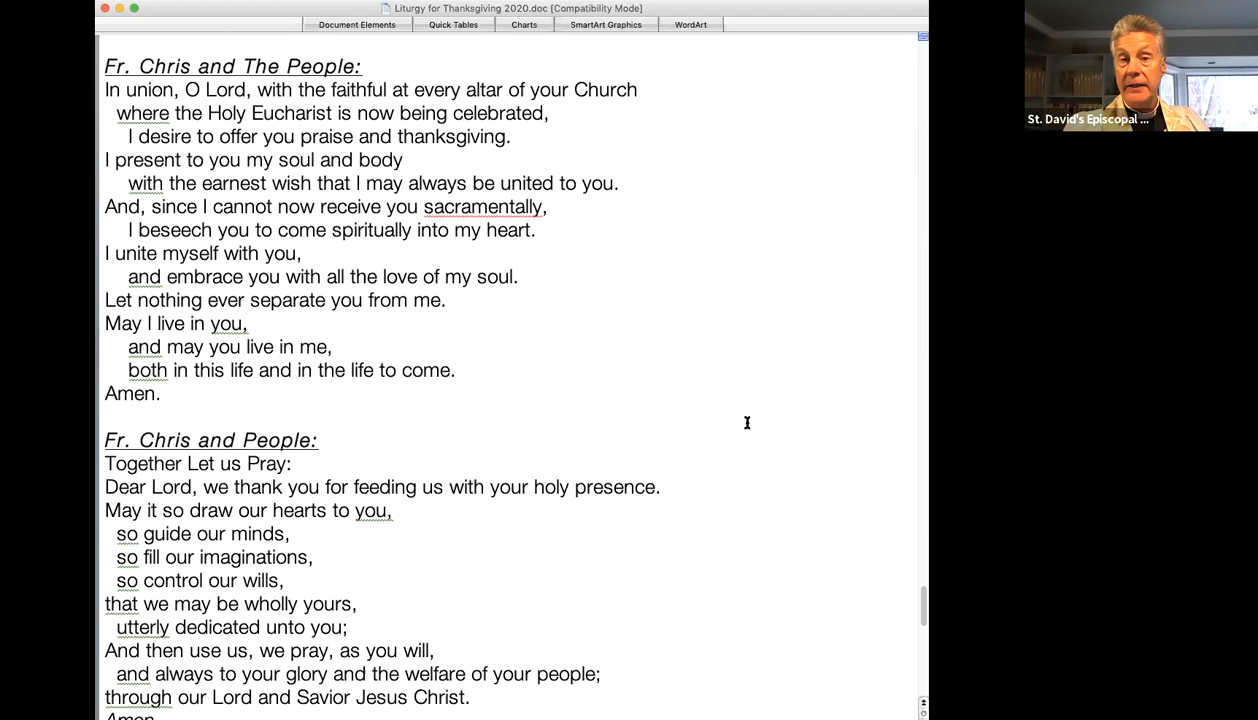 Liturgy for Thanksgiving 2020.doc [Compatibility Mode]
Document Elements Quick Tables Charts SmartArt Graphics WordArt
Fr. Chris and The People:
In union, O Lord, with the faithful at every altar of your Church
where the Holy Eucharist is now being celebrated,
I desire to offer you praise and thanksgiving.
I present to you my soul and body
with the earnest wish that I may always be united to you.
And, since I cannot now receive you sacramentally,
I beseech you to come spiritually into my heart.
I unite myself with you,
and embrace you with all the love of my soul.
Let nothing ever separate you from me.
May I live in you,
and may you live in me,
both in this life and in the life to come.
Amen.
Fr. Chris and People:
Together Let us Pray:
Dear Lord, we thank you for feeding us with your holy presence.
May it so draw our hearts to you,
so guide our minds,
so fill our imaginations,
so control our wills,
that we may be wholly yours,
utterly dedicated unto you;
And then use us, we pray, as you will,
and always to your glory and the welfare of your people;
through our Lord and Savior Jesus Christ.
Amen
St. David's Episcopal ...